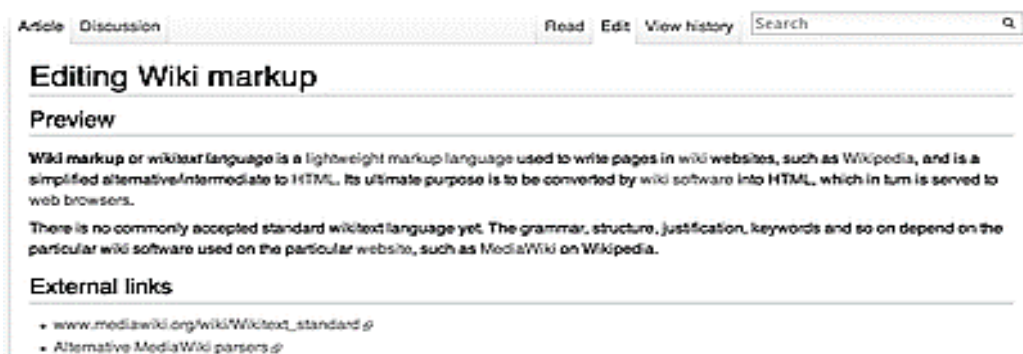 Article Discussion Read Edit View history Search
Editing Wiki markup
Preview
Wiki markup or wikitext language is a lightweight markup language used to write pages in wiki websites, such as Wikipedia, and is a
simplified alternative/intermediate to HTML. Its ultimate purpose is to be converted by wiki software into HTML, which in turn is served to
web browsers.
There is no commonly accepted standard wikitext language yet. The grammar, structure, justification, keywords and so on depend on the
particular wiki software used on the particular website, such as MediaWiki on Wikipedia.
External links
• www.mediawiki.org/wiki/Wikitext_standard
• Alternative MediaWiki parsers